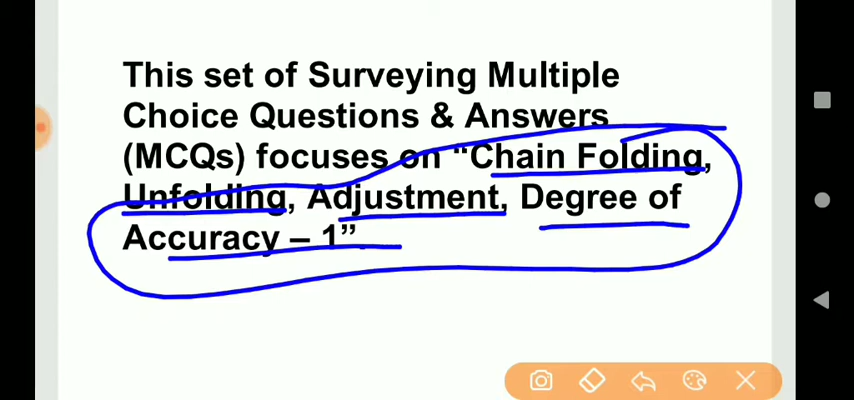 This set of Surveying Multiple
Choice Questions & Answers
(MCQs) focuses on “Chain Folding,
Unfolding, Adjustment, Degree of
Accuracy – 1”.